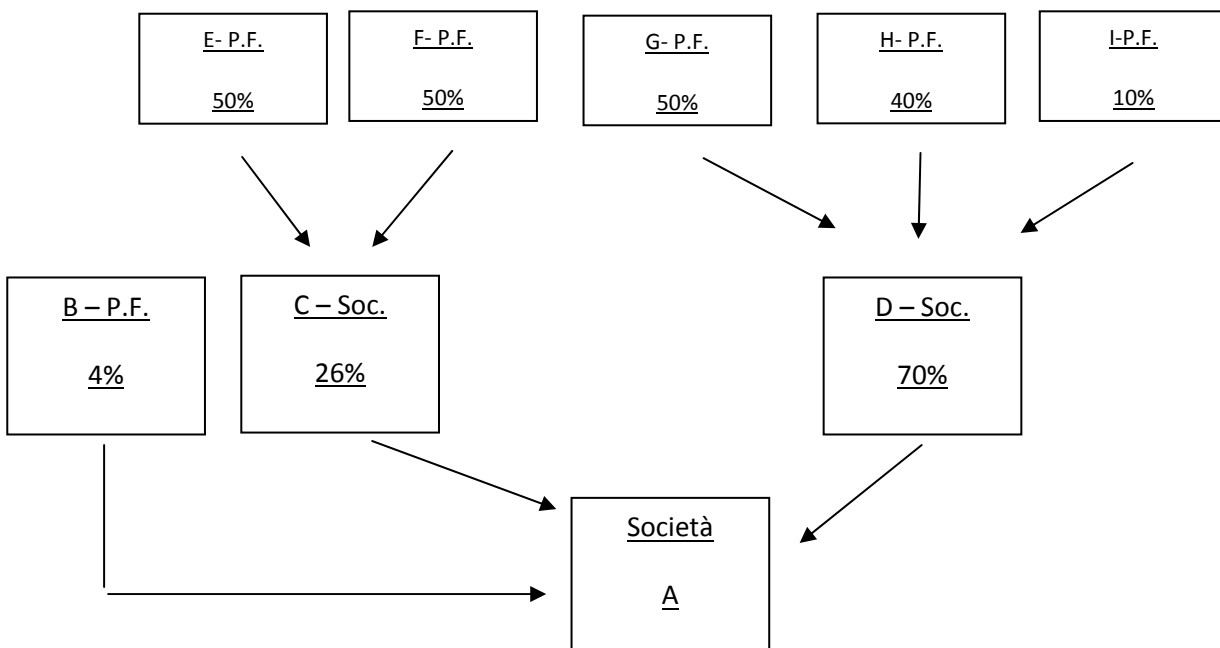 E- P.F.
50%
F- P.F.
50%
G- P.F.
50%
H- P.F.
40%
I-P.F.
10%
B – P.F.
4%
C – Soc.
26%
D – Soc.
70%
Società
A